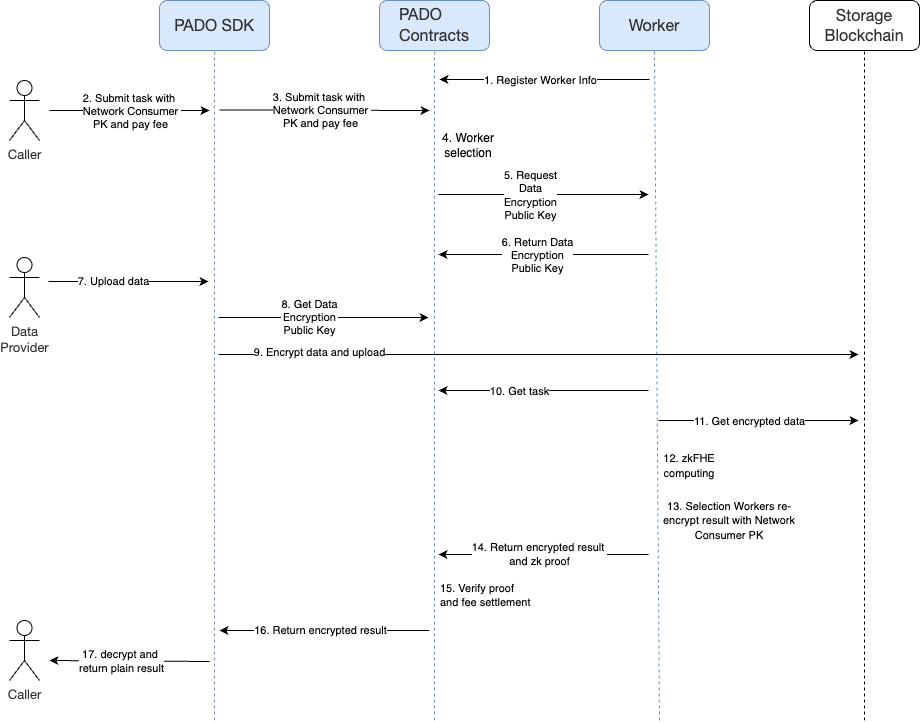 PADO SDK
PADO
Contracts
Worker
Storage
Blockchain
1. Register Worker Info
2. Submit task with
Network Consumer
PK and pay fee
3. Submit task with
Network Consumer
PK and pay fee
Caller
4. Worker
selection
5. Request
Data
Encryption
Public Key
6. Return Data
Encryption
Public Key
7. Upload data
Data
Provider
8. Get Data
Encryption
Public Key
9. Encrypt data and upload
10. Get task
11. Get encrypted data
12. zkFHE
computing
13. Selection Workers re-
encrypt result with Network
Consumer PK
14. Return encrypted result
and zk proof
15. Verify proof
and fee settlement
16. Return encrypted result
17. decrypt and
return plain result
Caller